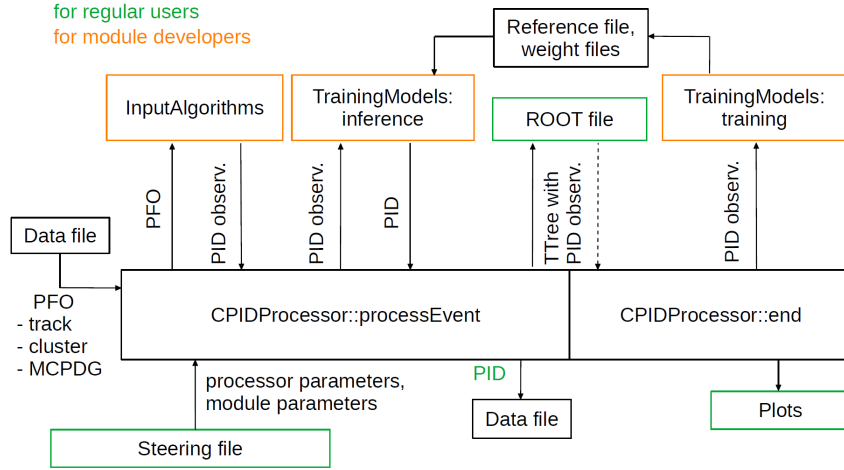 for regular users
for module developers
Reference file,
weight files
InputAlgorithms
TrainingModels:
inference
ROOT file
TrainingModels:
training
PFO
PID observ.
PID observ.
PID
TTree with
PID observ.
PID observ.
Data file
PFO
- track
- cluster
- MCPDG
CPIDProcessor::processEvent
CPIDProcessor::end
processor parameters,
module parameters
PID
Data file
Plots
Steering file